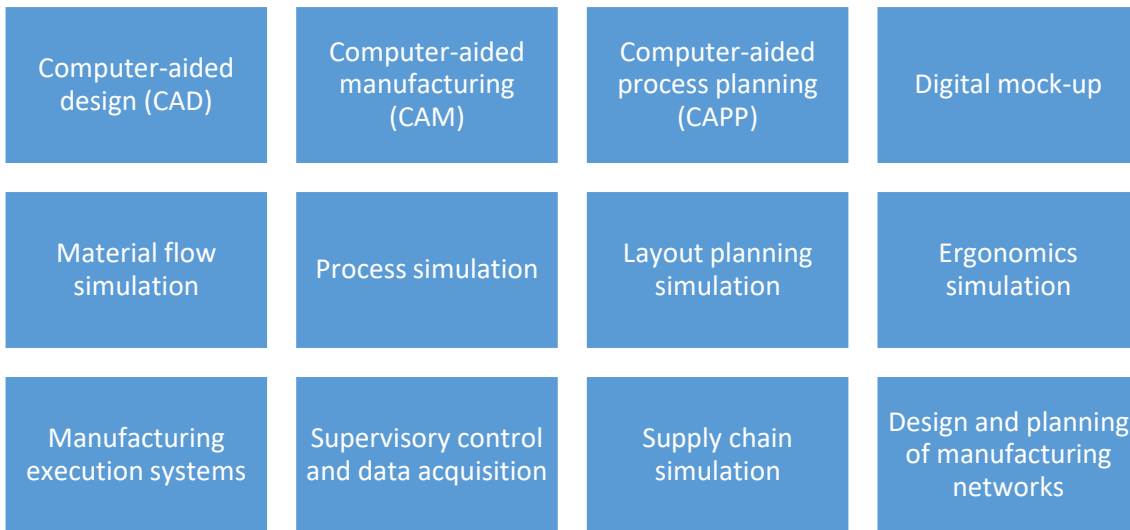 Computer-aided
design (CAD)
Computer-aided
manufacturing
(CAM)
Computer-aided
process planning
(CAPP)
Digital mock-up
Material flow
simulation
Process simulation
Layout planning
simulation
Ergonomics
simulation
Manufacturing
execution systems
Supervisory control
and data acquisition
Supply chain
simulation
Design and planning
of manufacturing
networks